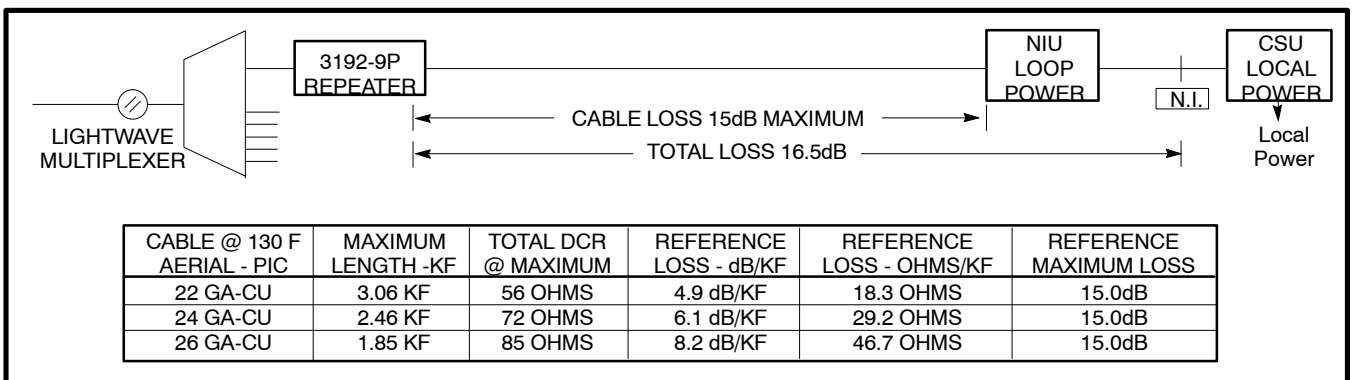 3192-9P
REPEATER
LIGHTWAVE
MULTIPLEXER
NIU
LOOP
POWER
N.I.
CSU
LOCAL
POWER
Local
Power
CABLE LOSS 15dB MAXIMUM
TOTAL LOSS 16.5dB
CABLE @ 130 F AERIAL - PIC MAXIMUM LENGTH -KF TOTAL DCR @ MAXIMUM REFERENCE LOSS - dB/KF REFERENCE LOSS - OHMS/KF REFERENCE MAXIMUM LOSS
22 GA-CU 3.06 KF 56 OHMS 4.9 dB/KF 18.3 OHMS 15.0dB
24 GA-CU 2.46 KF 72 OHMS 6.1 dB/KF 29.2 OHMS 15.0dB
26 GA-CU 1.85 KF 85 OHMS 8.2 dB/KF 46.7 OHMS 15.0dB